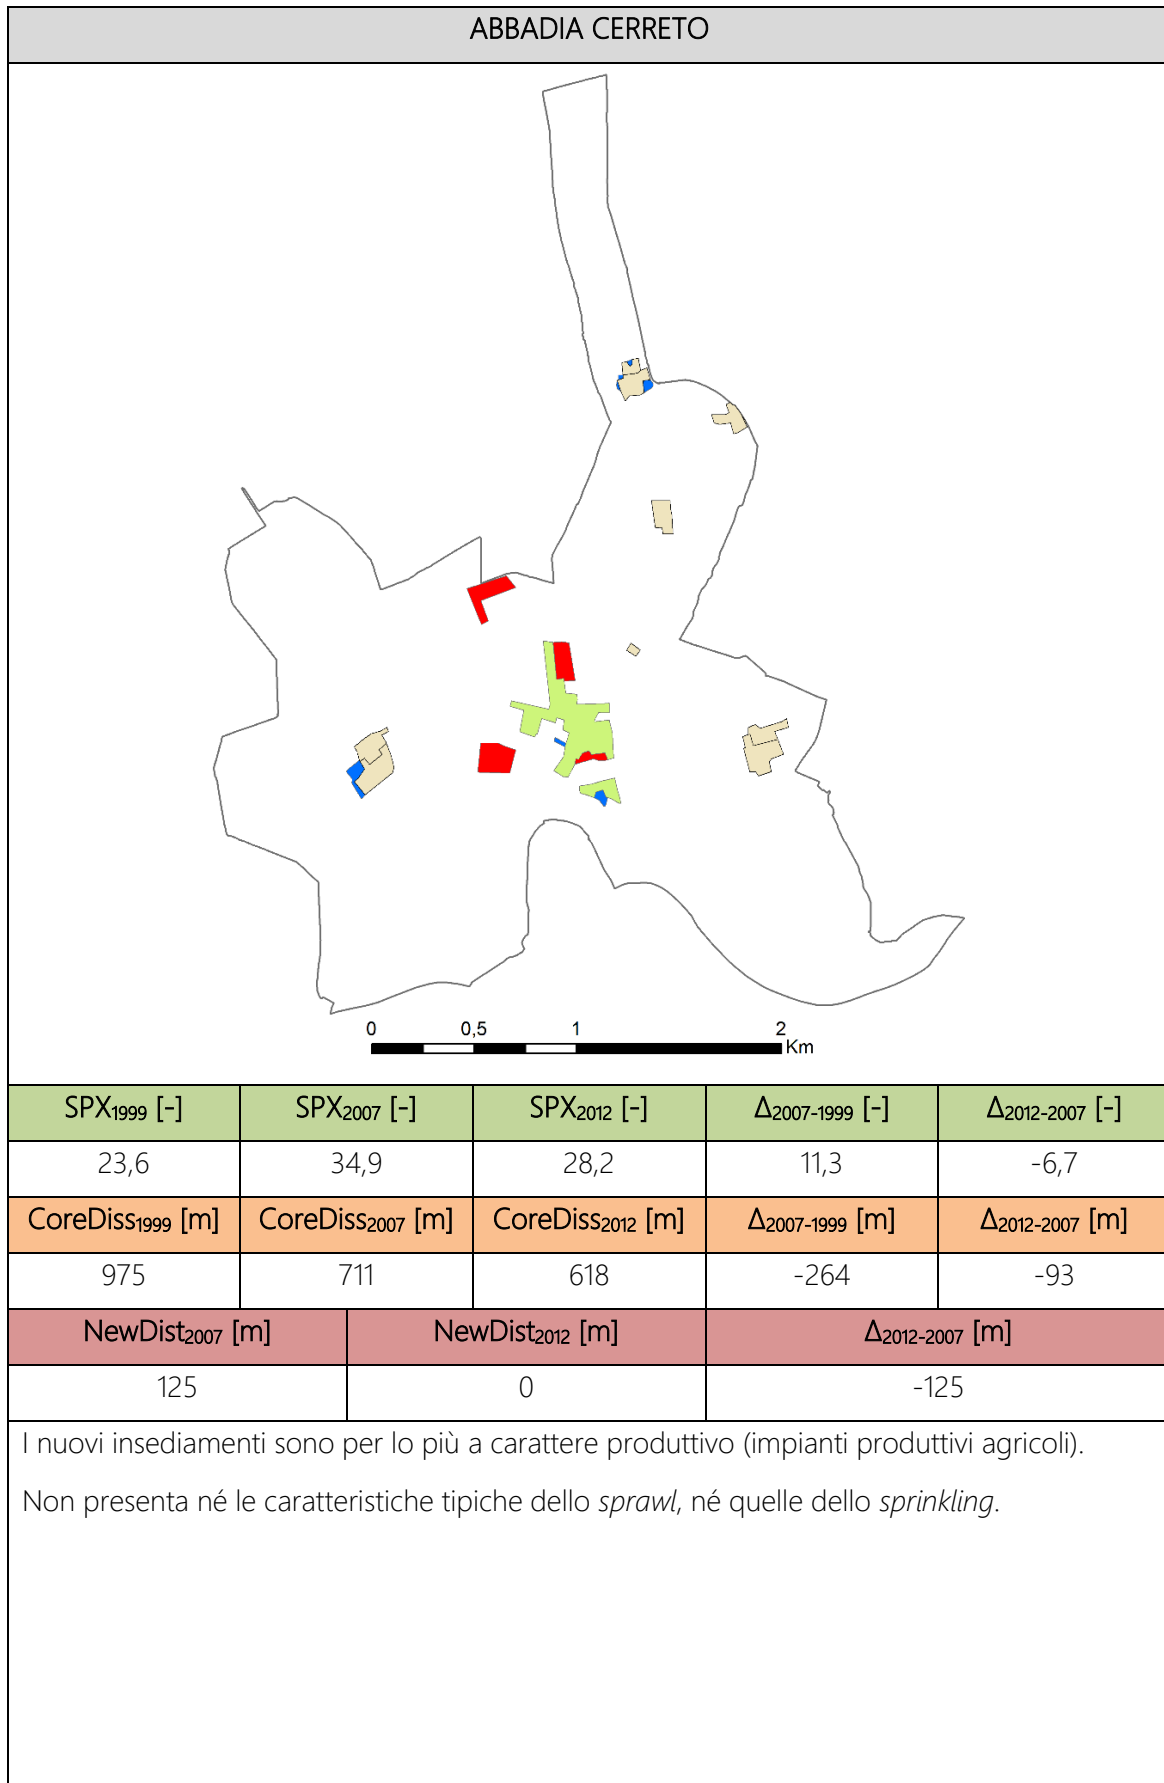 ABBADIA CERRETO
0 0,5 1 2
Km
SPX1999 [-] SPX2007 [-] SPX2012 [-] Δ2007-1999 [-] Δ2012-2007 [-]
23,6 34,9 28,2 11,3 -6,7
CoreDiss1999 [m] CoreDiss2007 [m] CoreDiss2012 [m] Δ2007-1999 [m] Δ2012-2007 [m]
975 711 618 -264 -93
NewDist2007 [m] NewDist2012 [m] Δ2012-2007 [m]
125 0 -125
I nuovi insediamenti sono per lo più a carattere produttivo (impianti produttivi agricoli).
Non presenta né le caratteristiche tipiche dello sprawl, né quelle dello sprinkling.